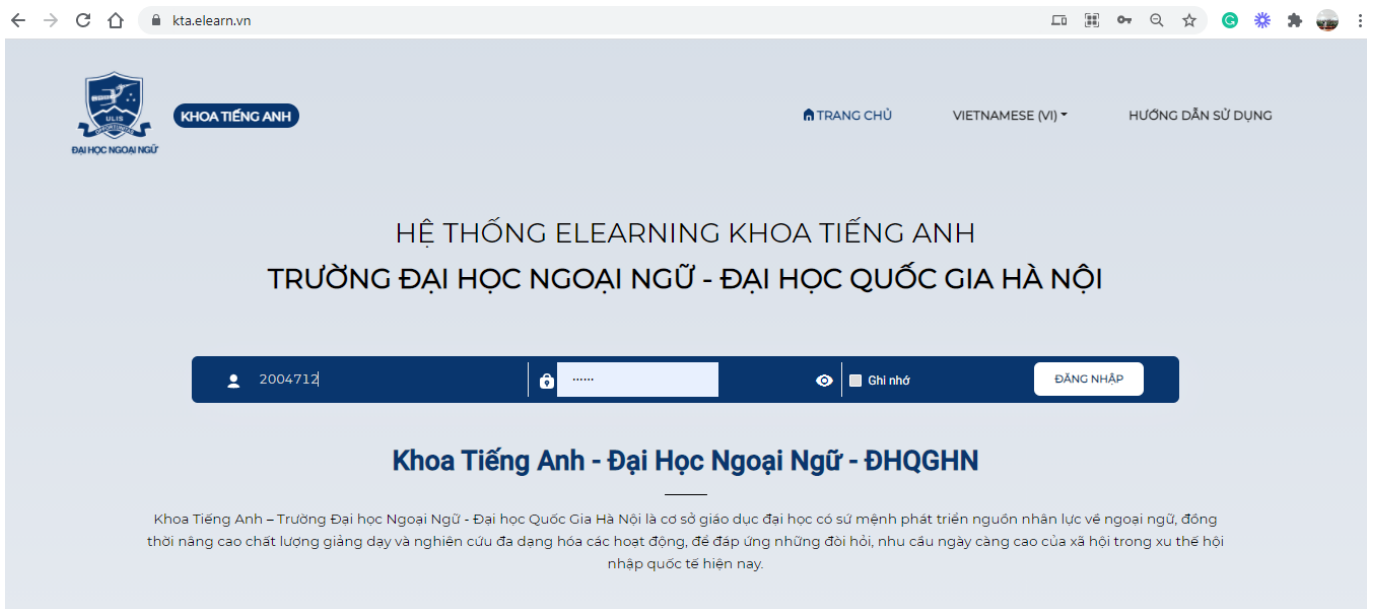 kta.elearn.vn
ULIS
ĐẠI HỌC NGOẠI NGỮ
KHOA TIẾNG ANH
TRANG CHỦ
VIETNAMESE (VI)
HƯỚNG DẪN SỬ DỤNG
HỆ THỐNG ELEARNING KHOA TIẾNG ANH
TRƯỜNG ĐẠI HỌC NGOẠI NGỮ - ĐẠI HỌC QUỐC GIA HÀ NỘI
2004712
······
Ghi nhớ
ĐĂNG NHẬP
Khoa Tiếng Anh - Đại Học Ngoại Ngữ - ĐHQGHN
Khoa Tiếng Anh – Trường Đại học Ngoại Ngữ - Đại học Quốc Gia Hà Nội là cơ sở giáo dục đại học có sứ mệnh phát triển nguồn nhân lực về ngoại ngữ, đồng
thời nâng cao chất lượng giảng dạy và nghiên cứu đa dạng hóa các hoạt động, để đáp ứng những đòi hỏi, nhu cầu ngày càng cao của xã hội trong xu thế hội
nhập quốc tế hiện nay.